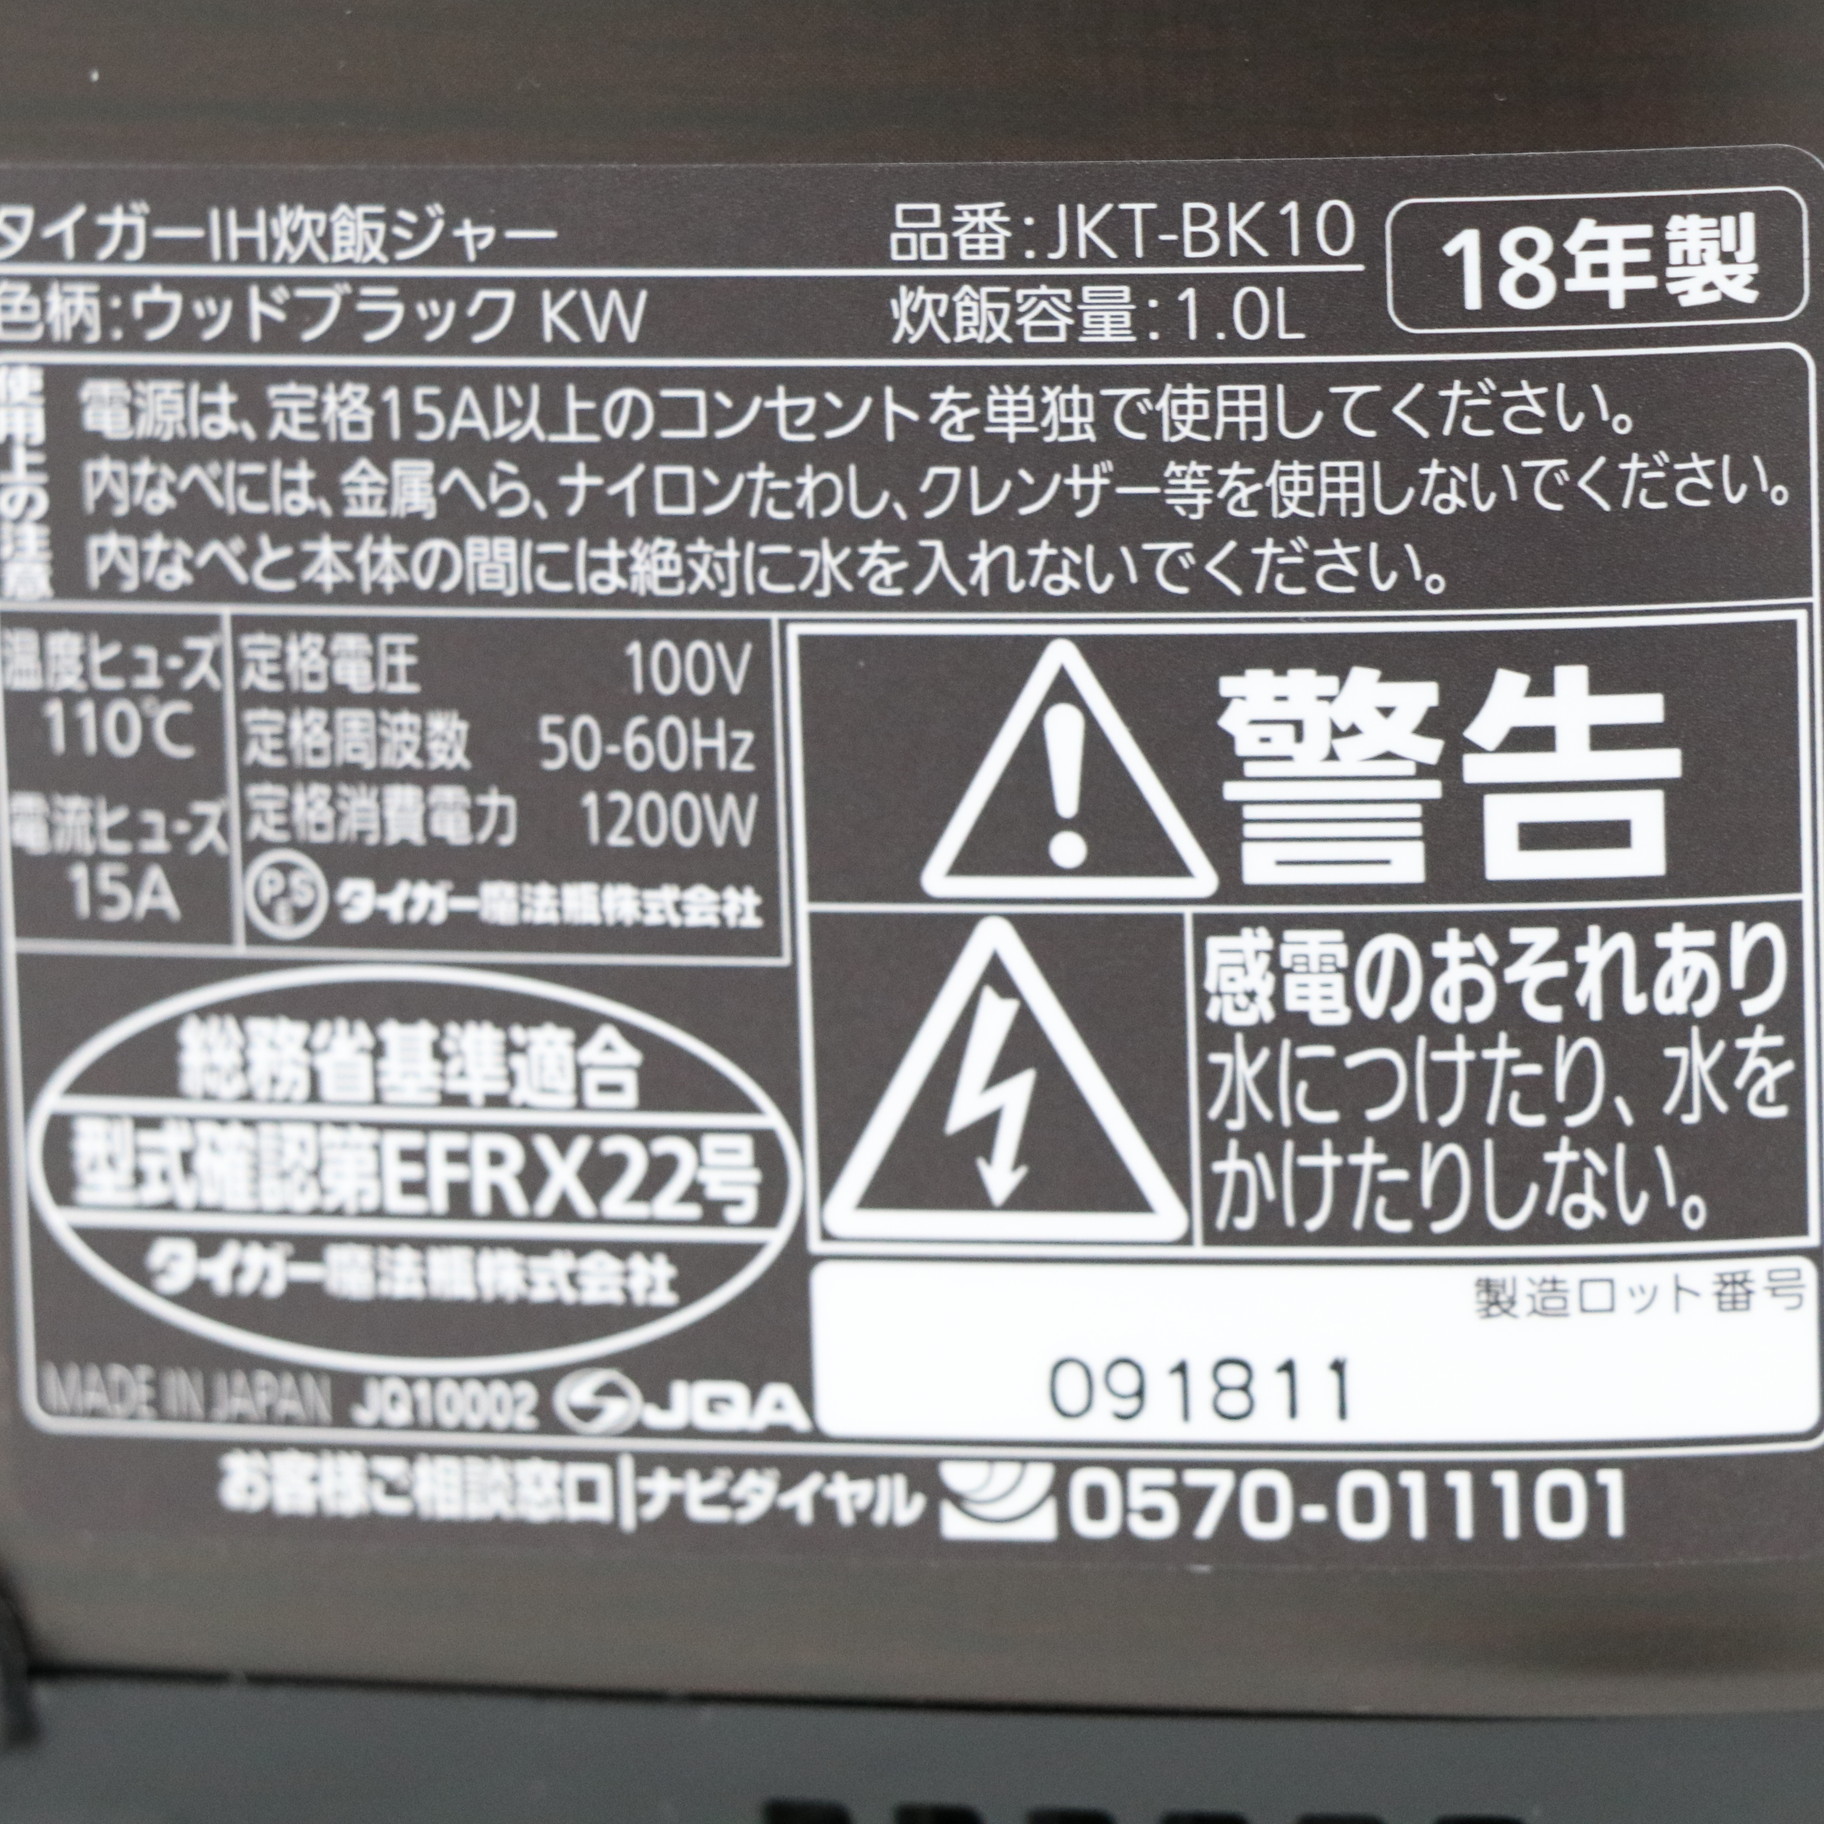 タイガーIH炊飯ジャー 品番:JKT-BK10
18年製
色柄:ウッドブラック KW 炊飯容量:1.0L
使用上の注意
電源は、定格15A以上のコンセントを単独で使用してください。
内なべには、金属へら、ナイロンたわし、クレンザー等を使用しないでください。
内なべと本体の間には絶対に水を入れないでください。
温度ヒューズ
110℃
電流ヒューズ
15A
定格電圧 100V
定格周波数 50-60Hz
定格消費電力 1200W
PSE タイガー魔法瓶株式会社
警告
感電のおそれあり
水につけたり、水を
かけたりしない。
総務省基準適合
型式確認第EFRX22号
タイガー魔法瓶株式会社
MADE IN JAPAN JQ10002 JQA
製造ロット番号
091811
お客様ご相談窓口 ナビダイヤル 0570-011101